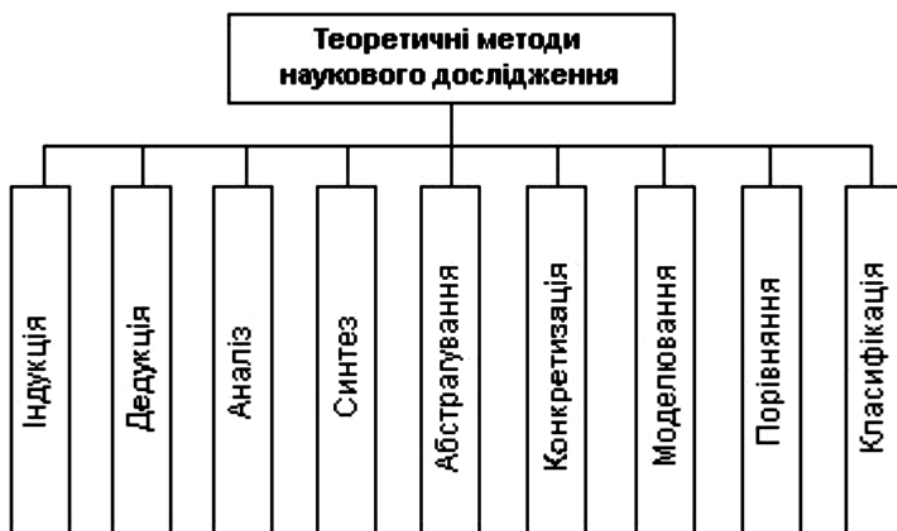 Теоретичні методи
наукового дослідження
Індукція
Дедукція
Аналіз
Синтез
Абстрагування
Конкретизація
Моделювання
Порівняння
Класифікація